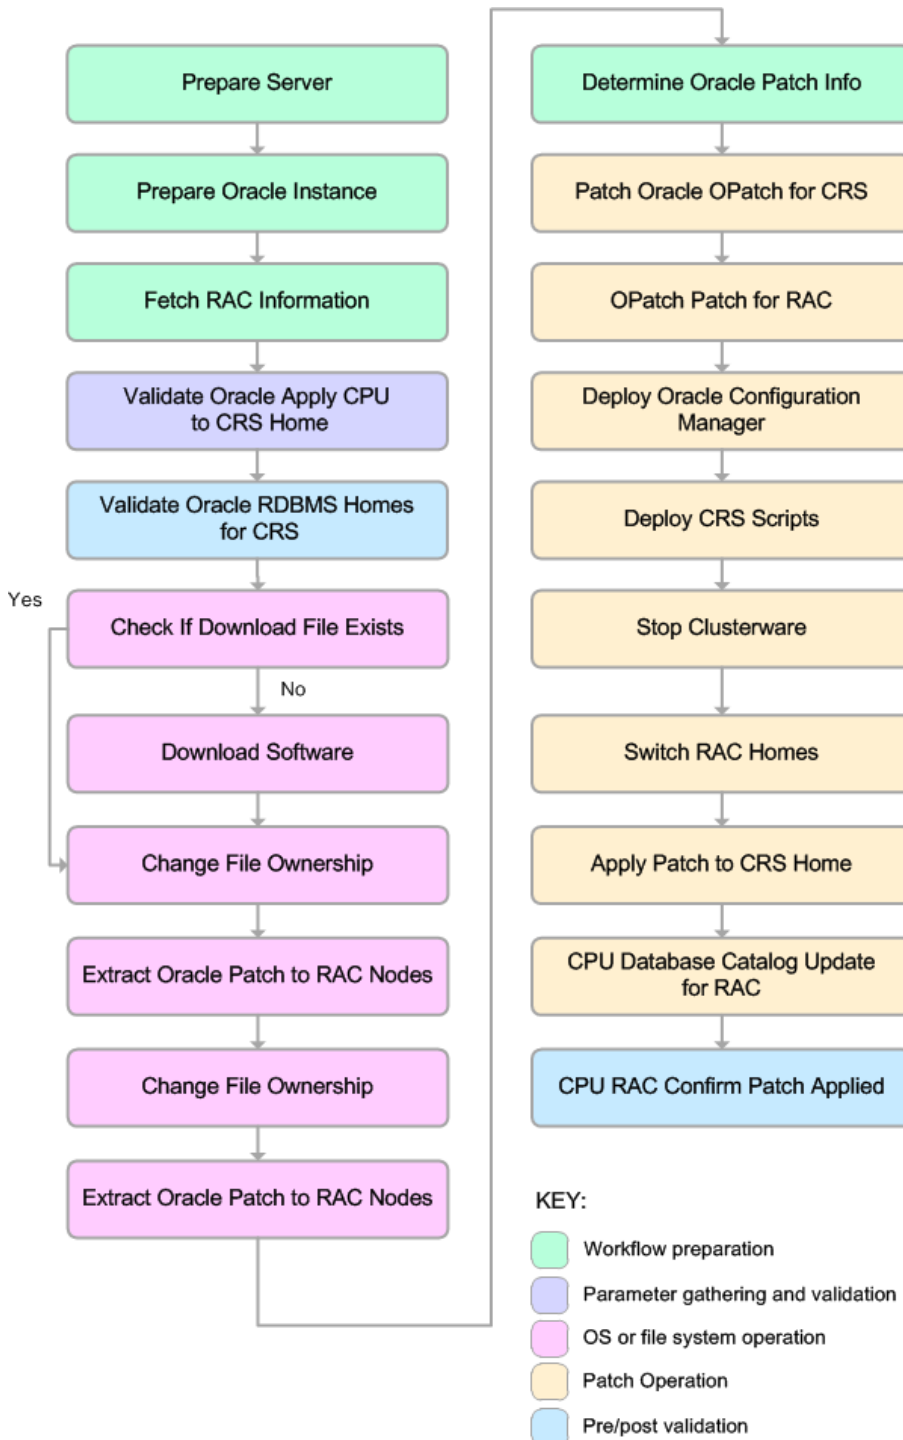 Prepare Server
Prepare Oracle Instance
Fetch RAC Information
Validate Oracle Apply CPU
to CRS Home
Validate Oracle RDBMS Homes
for CRS
Yes
Check If Download File Exists
No
Download Software
Change File Ownership
Extract Oracle Patch to RAC Nodes
Change File Ownership
Extract Oracle Patch to RAC Nodes
Determine Oracle Patch Info
Patch Oracle OPatch for CRS
OPatch Patch for RAC
Deploy Oracle Configuration
Manager
Deploy CRS Scripts
Stop Clusterware
Switch RAC Homes
Apply Patch to CRS Home
CPU Database Catalog Update
for RAC
CPU RAC Confirm Patch Applied
KEY:
Workflow preparation
Parameter gathering and validation
OS or file system operation
Patch Operation
Pre/post validation